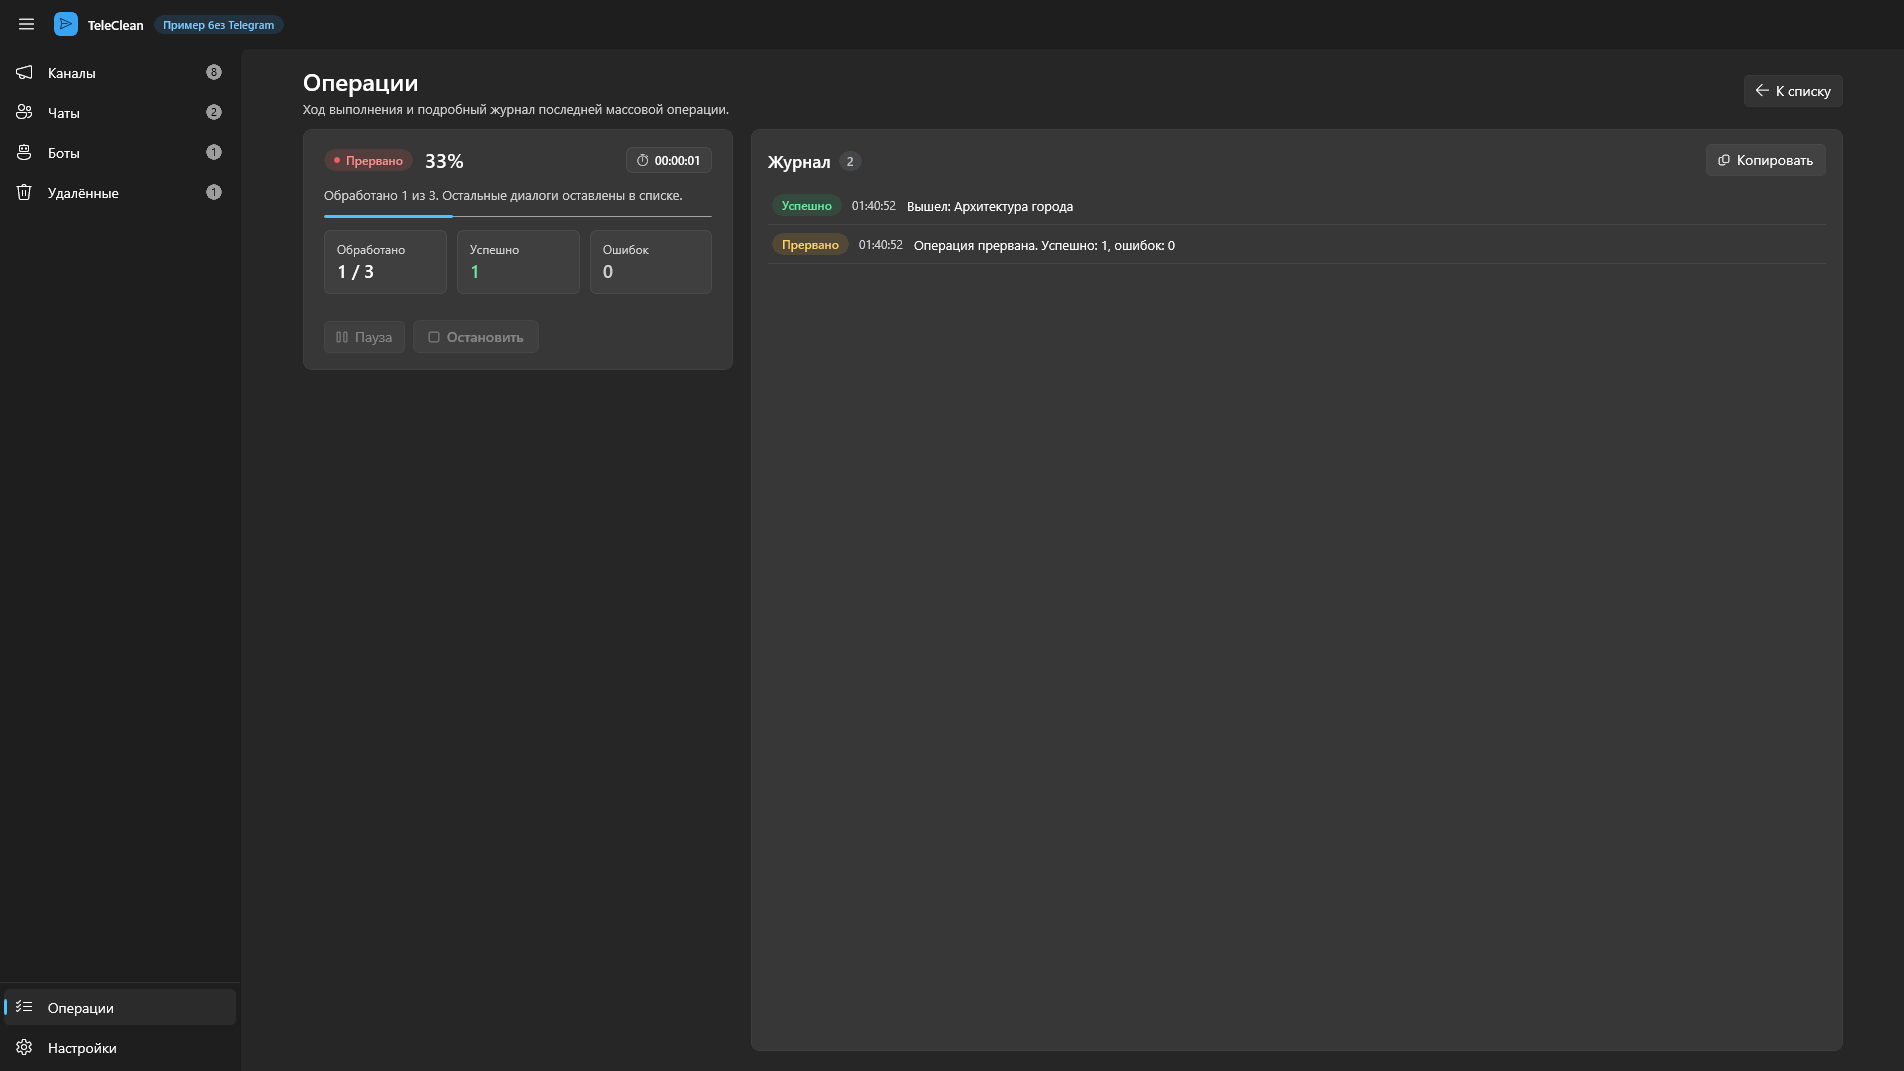 TeleClean Пример без Telegram
Каналы 8
Чаты 2
Боты 1
Удалённые 1
Операции
Настройки
Операции
Ход выполнения и подробный журнал последней массовой операции.
К списку
Прервано 33% 00:00:01
Обработано 1 из 3. Остальные диалоги оставлены в списке.
Обработано
1 / 3
Успешно
1
Ошибок
0
Пауза
Остановить
Журнал 2
Копировать
Успешно 01:40:52 Вышел: Архитектура города
Прервано 01:40:52 Операция прервана. Успешно: 1, ошибок: 0